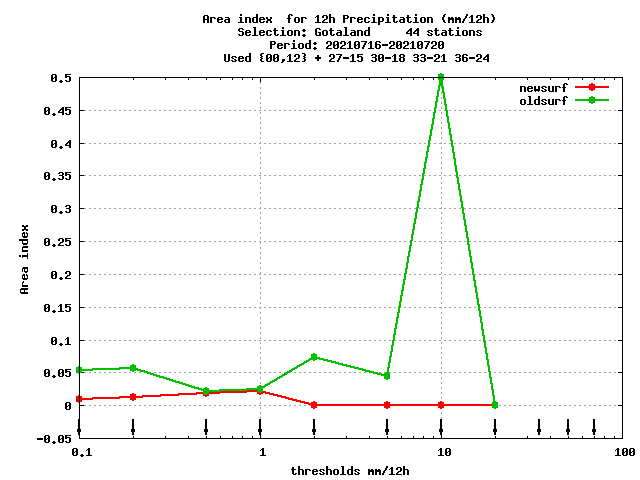 Area index  for 12h Precipitation (mm/12h)
Selection: Gotaland     44 stations
Period: 20210716-20210720
Used {00,12} + 27-15 30-18 33-21 36-24
newsurf
oldsurf
0.5
0.45
0.4
0.35
0.3
0.25
0.2
0.15
0.1
0.05
0
-0.05
Area index
0.1 1 10 100
thresholds mm/12h